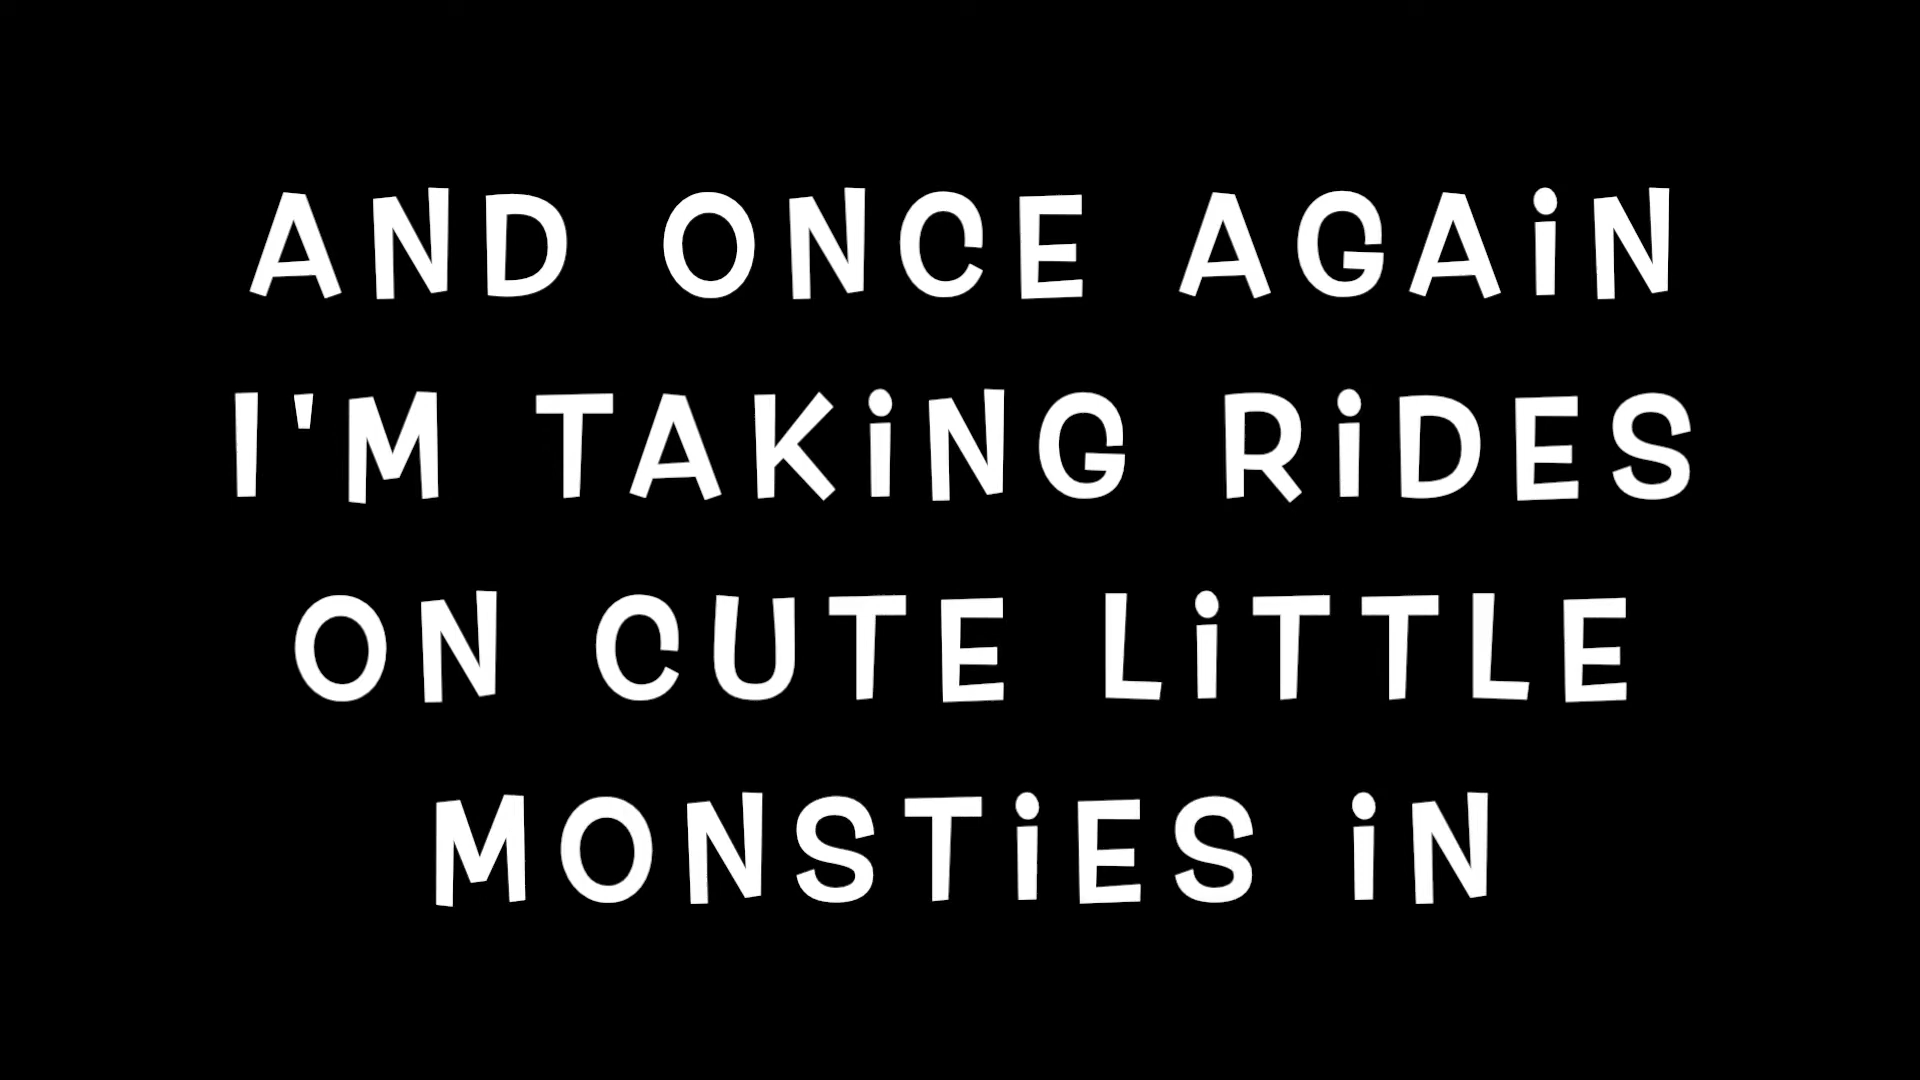 AND ONCE AGAiN
I'M TAKiNG RiDES
ON CUTE LiTTLE
MONSTiES iN